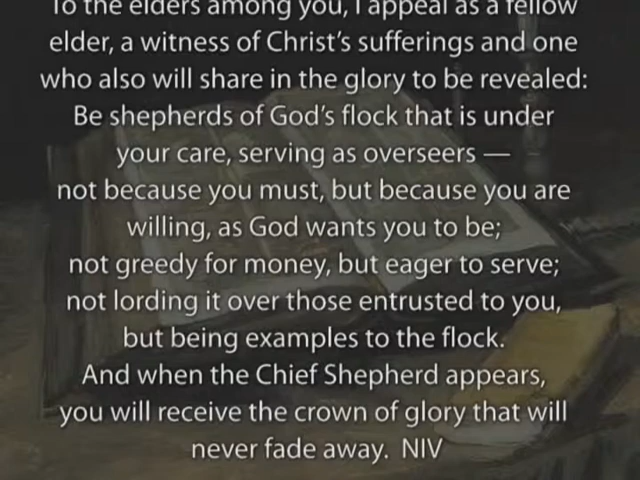 To the elders among you, I appeal as a fellow
elder, a witness of Christ's sufferings and one
who also will share in the glory to be revealed:
Be shepherds of God's flock that is under
your care, serving as overseers —
not because you must, but because you are
willing, as God wants you to be;
not greedy for money, but eager to serve;
not lording it over those entrusted to you,
but being examples to the flock.
And when the Chief Shepherd appears,
you will receive the crown of glory that will
never fade away. NIV